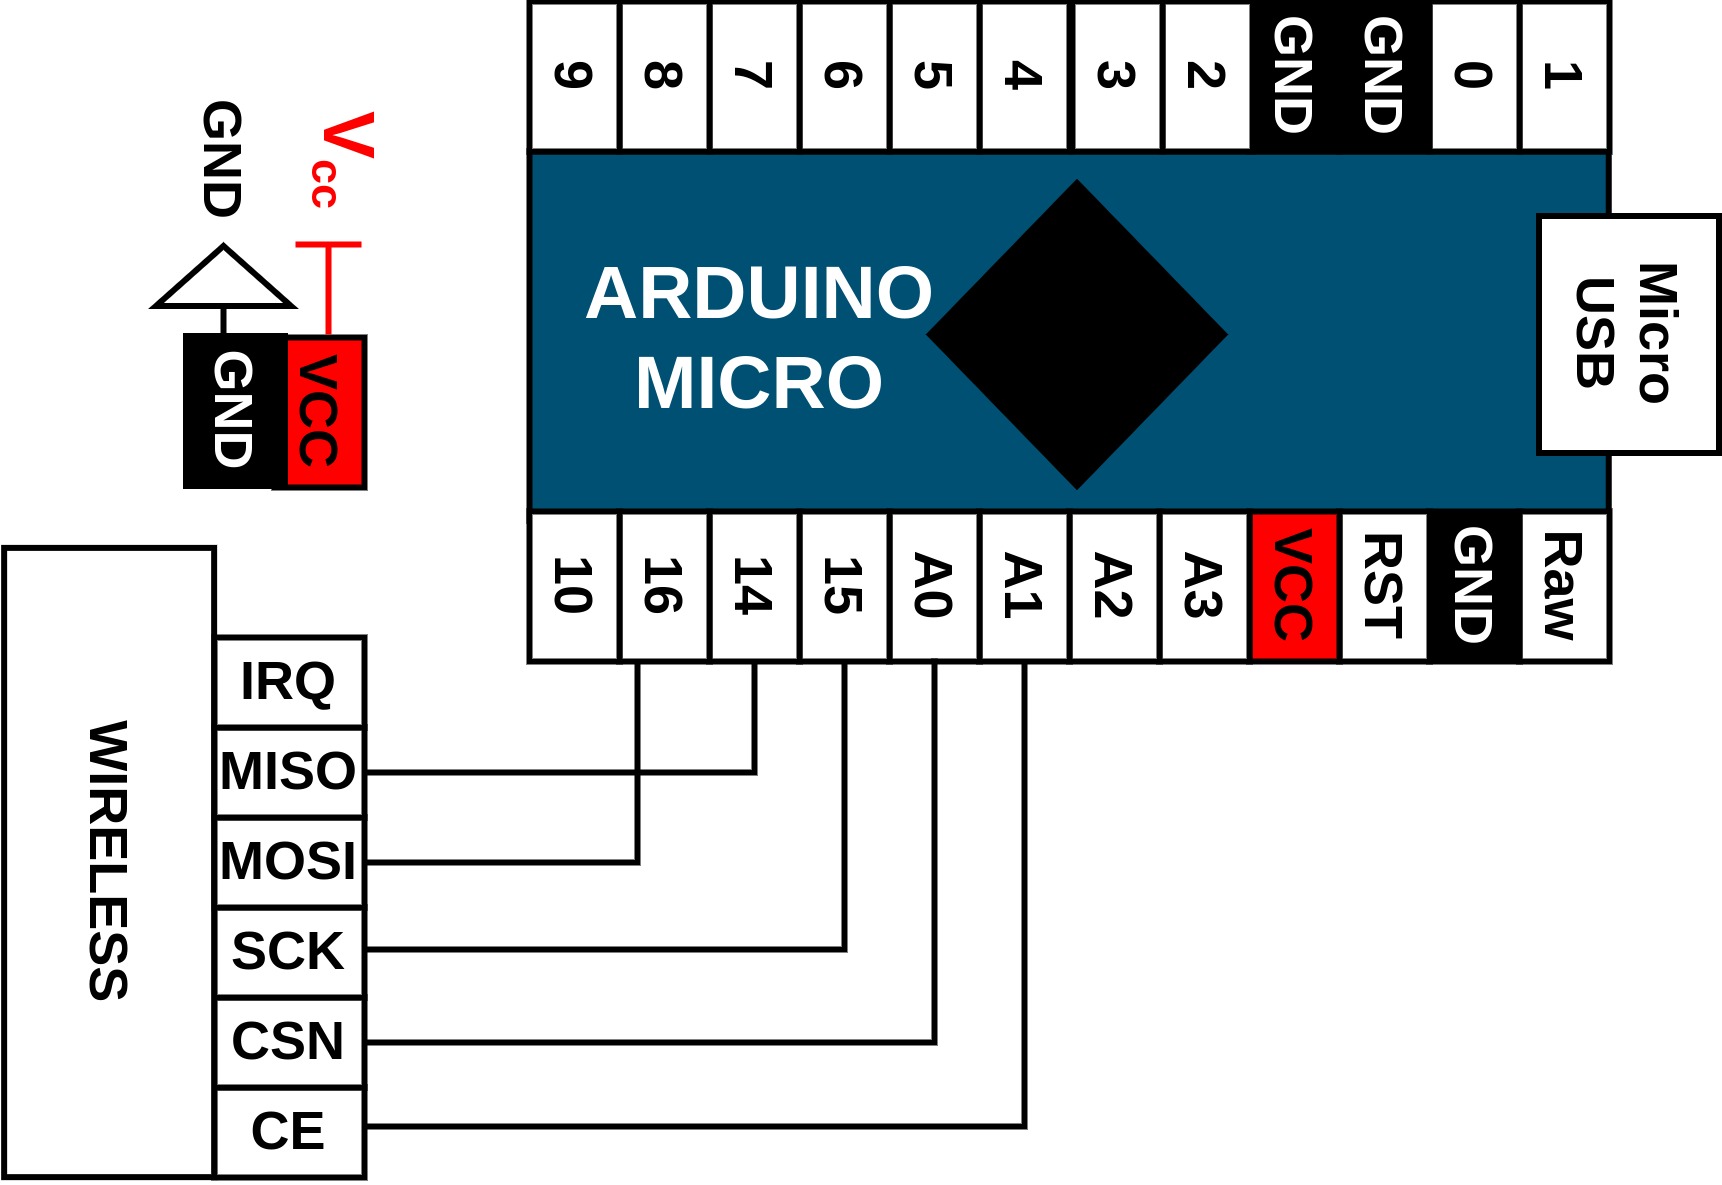 9
8
7
6
5
4
3
2
GND
GND
0
1
GND
Vcc
ARDUINO
MICRO
Micro
USB
GND
VCC
10
16
14
15
A0
A1
A2
A3
VCC
RST
GND
Raw
WIRELESS
IRQ
MISO
MOSI
SCK
CSN
CE